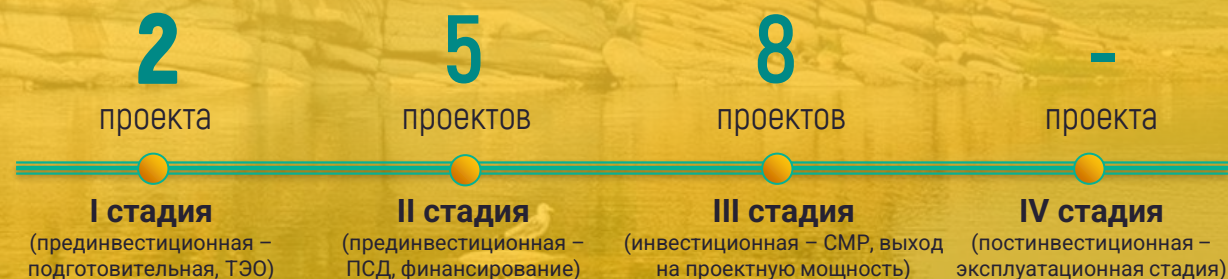 2
проекта
I стадия
(прединвестиционная –
подготовительная, ТЭО)
5
проектов
II стадия
(прединвестиционная –
ПСД, финансирование)
8
проектов
III стадия
(инвестиционная – СМР, выход
на проектную мощность)
-
проекта
IV стадия
(постинвестиционная –
эксплуатационная стадия)